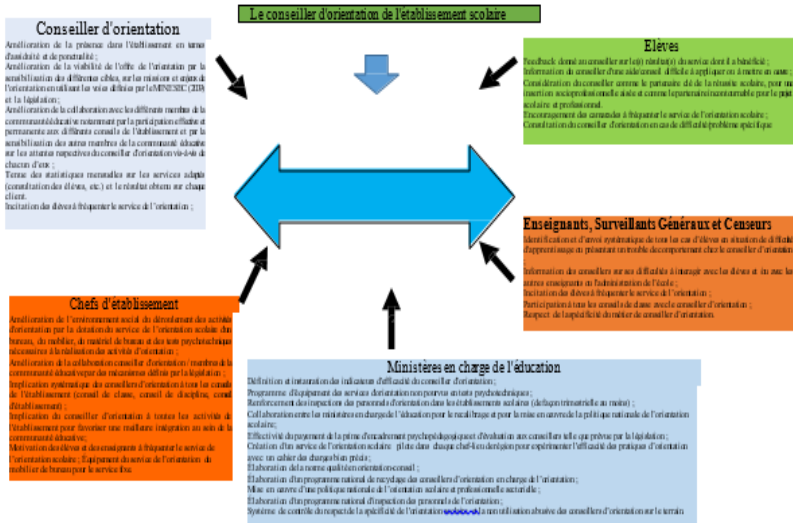 Le conseiller d'orientation de l'établissement scolaire
Conseiller d'orientation
Amélioration de la présence dans l'établissement en termes
d'assiduité et de ponctualité ;
Amélioration de la visibilité de l'offre de l'orientation par la
sensibilisation des différentes cibles, sur les missions et enjeux de
l'orientation en utilisant les voies définies par le MINESEC
et la législation;
Amélioration de la collaboration avec les différents membres de la
communauté éducative notamment par la participation effective et
permanente aux différents conseils de l'établissement et par la
sensibilisation des autres membres de la communauté éducative
sur les attentes respectives du conseiller d'orientation vis-à-vis de
chacun d'eux ;
Tenue des statistiques mensuelles sur les services adaptés
(consultation des élèves, etc.) et le résultat obtenu sur chaque
client.
Incitation des élèves à fréquenter le service de l'orientation ;
Elèves
Feedback donné au conseiller sur le(s) résultat(s) du service dont il a bénéficié ;
Information du conseiller d'une aide/conseil difficile à appliquer ou à mettre en œuvre ;
Considération du conseiller comme le partenaire clé de la réussite scolaire, pour une
insertion socioprofessionnelle aisée et comme le partenaire incontournable pour le projet
scolaire et professionnel.
Encouragement des camarades à fréquenter le service de l'orientation scolaire ;
Consultation du conseiller d'orientation en cas de difficulté/problème spécifique
Enseignants, Surveillants Généraux et Censeurs
Identification et d'envoi systématique de tous les cas d'élèves en situation de difficulté
d'apprentissage ou présentant un trouble de comportement chez le conseiller d'orientation
;
Information des conseillers sur ses difficultés à interagir avec les élèves et ou avec les
autres enseignants ou l'administration de l'école ;
Incitation des élèves à fréquenter le service de l'orientation ;
Participation à tous les conseils de classe avec le conseiller d'orientation ;
Respect de la spécificité du métier de conseiller d'orientation.
Chefs d'établissement
Amélioration de l'environnement social du déroulement des activités
d'orientation par la dotation du service de l'orientation scolaire d'un
bureau, du mobilier, du matériel de bureau et des tests psychotechniques
nécessaires à la réalisation des activités d'orientation ;
Amélioration de la collaboration conseiller d'orientation / membres de la
communauté éducative par des mécanismes définis par la législation ;
Implication systématique des conseillers d'orientation à tous les conseils
de l'établissement (conseil de classe, conseil de discipline, conseil
d'établissement) ;
Implication du conseiller d'orientation à toutes les activités de
l'établissement pour favoriser une meilleure intégration au sein de la
communauté éducative;
Motivation des élèves et des enseignants à fréquenter le service de
l'orientation scolaire ; Équipement du service de l'orientation du
mobilier de bureau pour le service fixe.
Ministères en charge de l'éducation
Définition et instauration des indicateurs d'efficacité du conseiller d'orientation ;
Programme d'équipement des services d'orientation non pourvus en tests psychotechniques ;
Renforcement des inspections des personnels d'orientation dans les établissements scolaires (de façon trimestrielle au moins) ;
Collaboration entre les ministères en charge de l'éducation pour le recalibrage et pour la mise en œuvre de la politique nationale de l'orientation
scolaire;
Effectivité du payement de la prime d'encadrement psychopédagogique et d'évaluation aux conseillers telle que prévue par la législation ;
Création d'un service de l'orientation scolaire pilote dans chaque chef-lieu de région pour expérimenter l'efficacité des pratiques d'orientation
avec un cahier des charges bien précis ;
Élaboration de la norme qualité en orientation-conseil ;
Élaboration d'un programme national de recyclage des conseillers d'orientation en charge de l'orientation;
Mise en œuvre d'une politique nationale de l'orientation scolaire et professionnelle sectorielle ;
Élaboration d'un programme national d'inspection des personnels de l'orientation ;
Système de contrôle du respect de la spécificité de l'orientation la non utilisation abusive des conseillers d'orientation sur le terrain